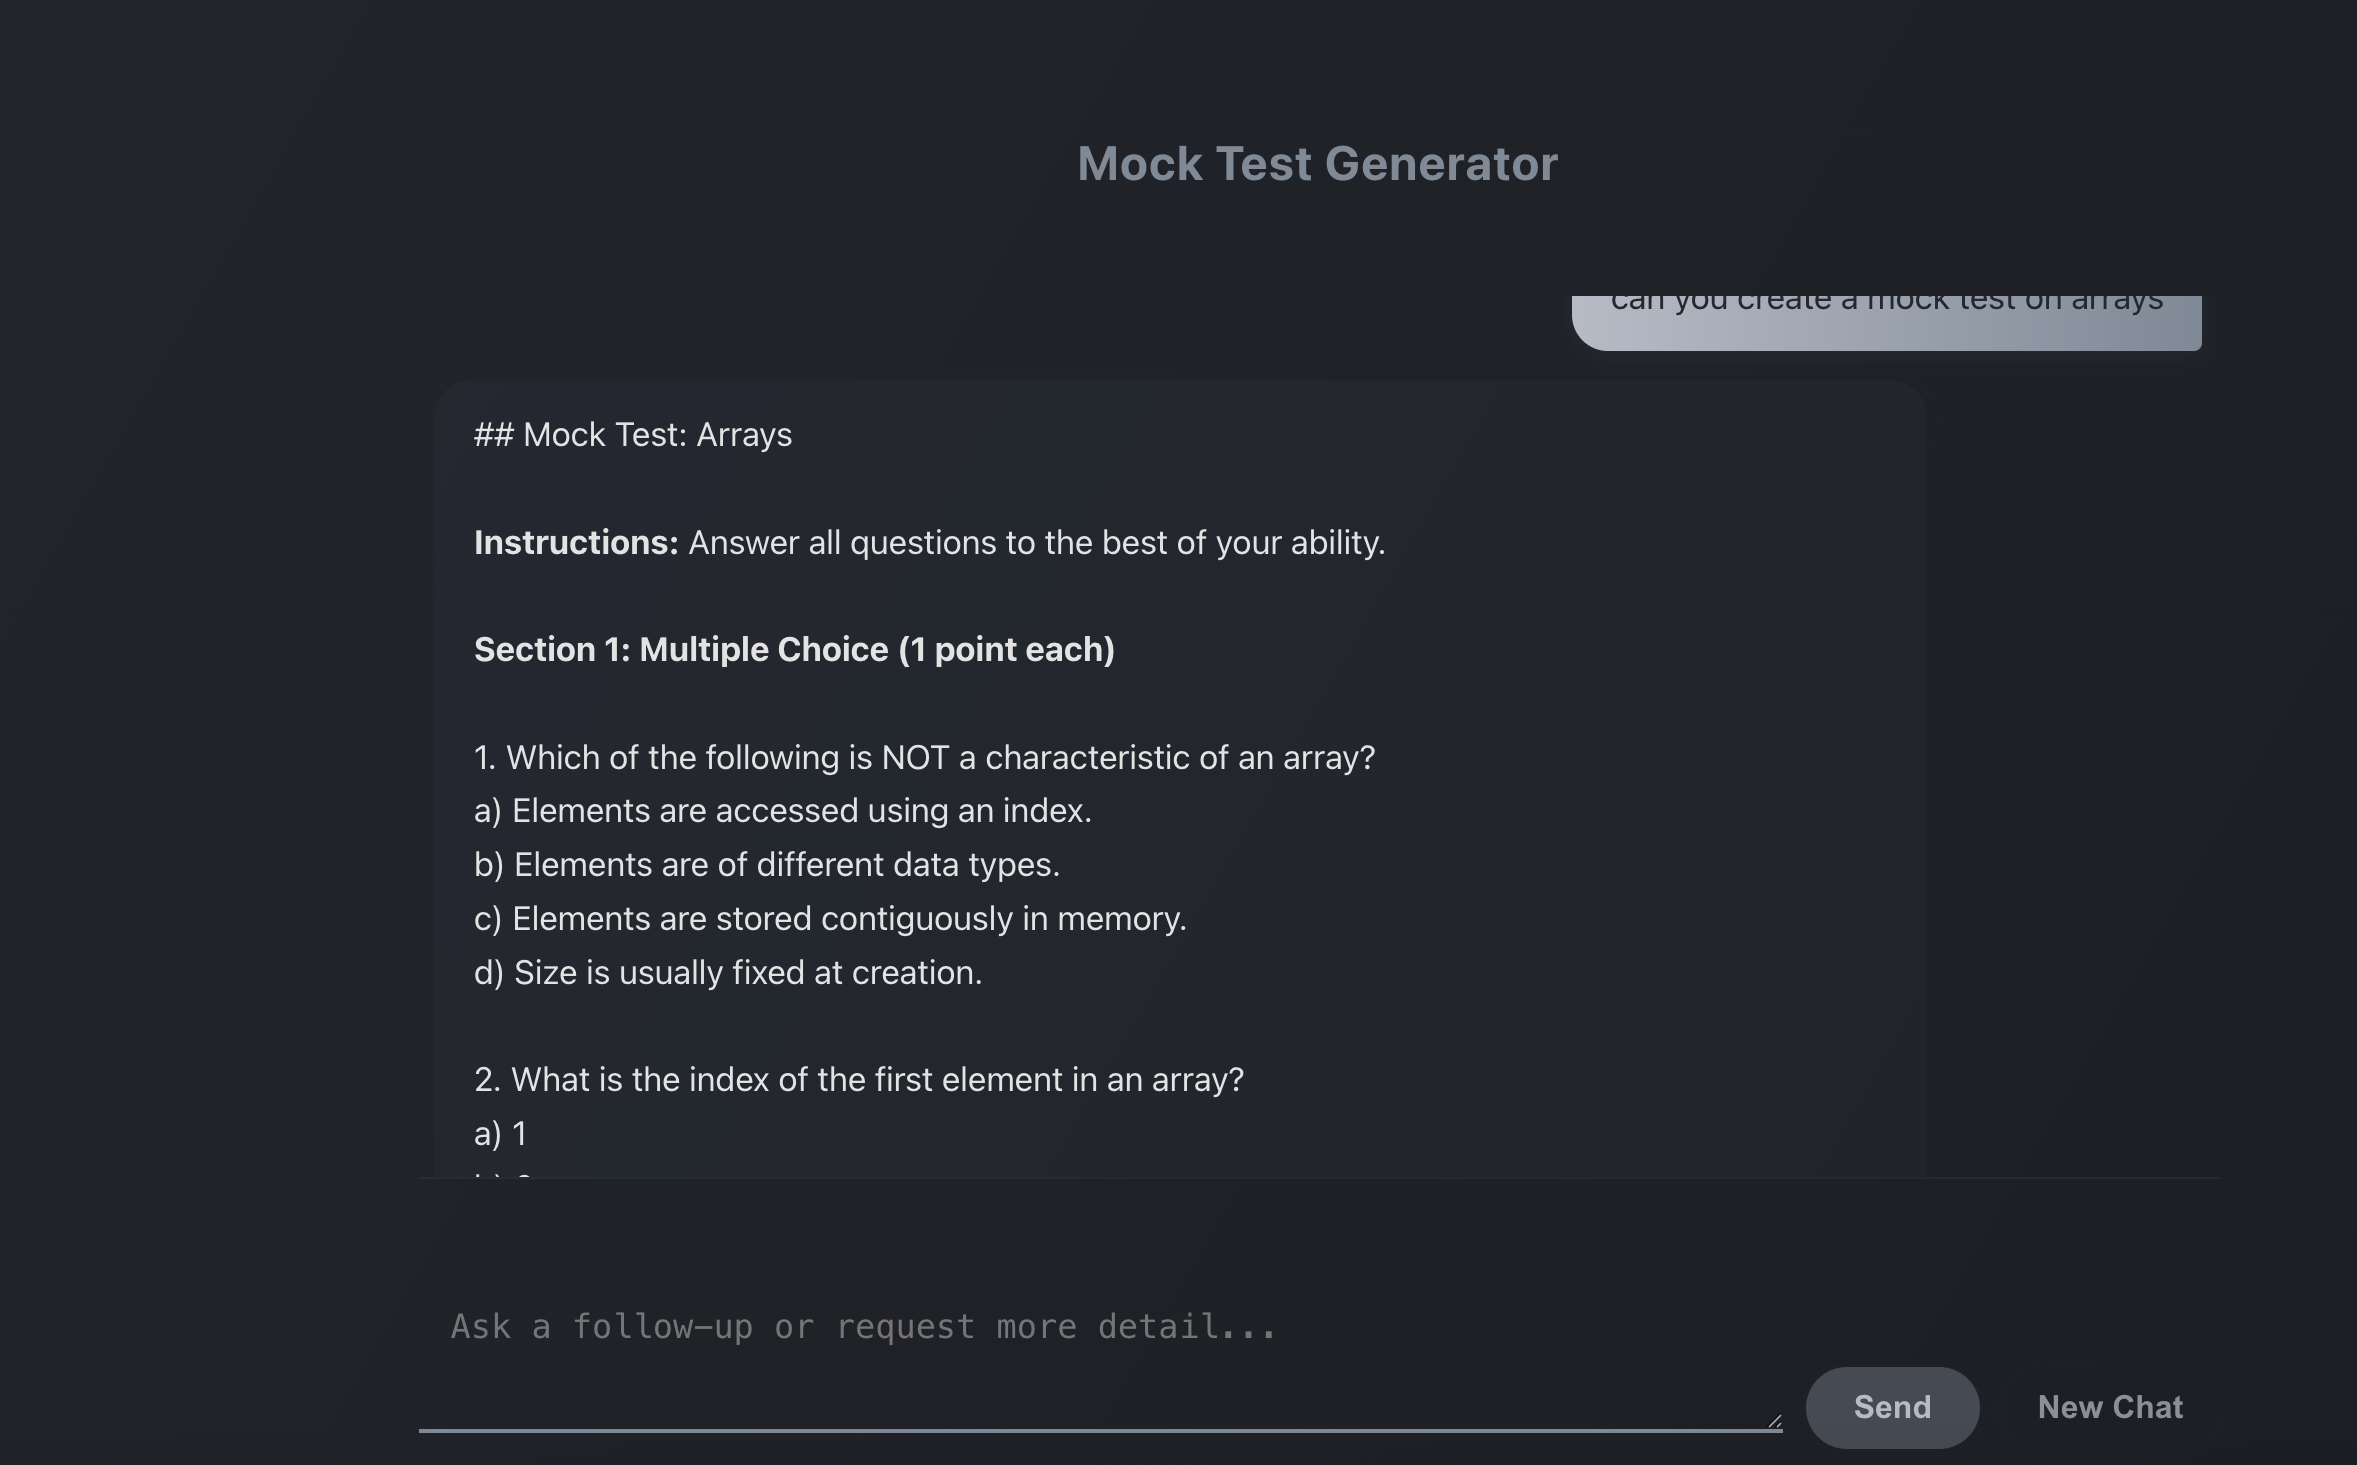 Mock Test Generator
can you create a mock test on arrays
## Mock Test: Arrays
Instructions: Answer all questions to the best of your ability.
Section 1: Multiple Choice (1 point each)
1. Which of the following is NOT a characteristic of an array?
a) Elements are accessed using an index.
b) Elements are of different data types.
c) Elements are stored contiguously in memory.
d) Size is usually fixed at creation.
2. What is the index of the first element in an array?
a) 1
Ask a follow-up or request more detail...
Send
New Chat